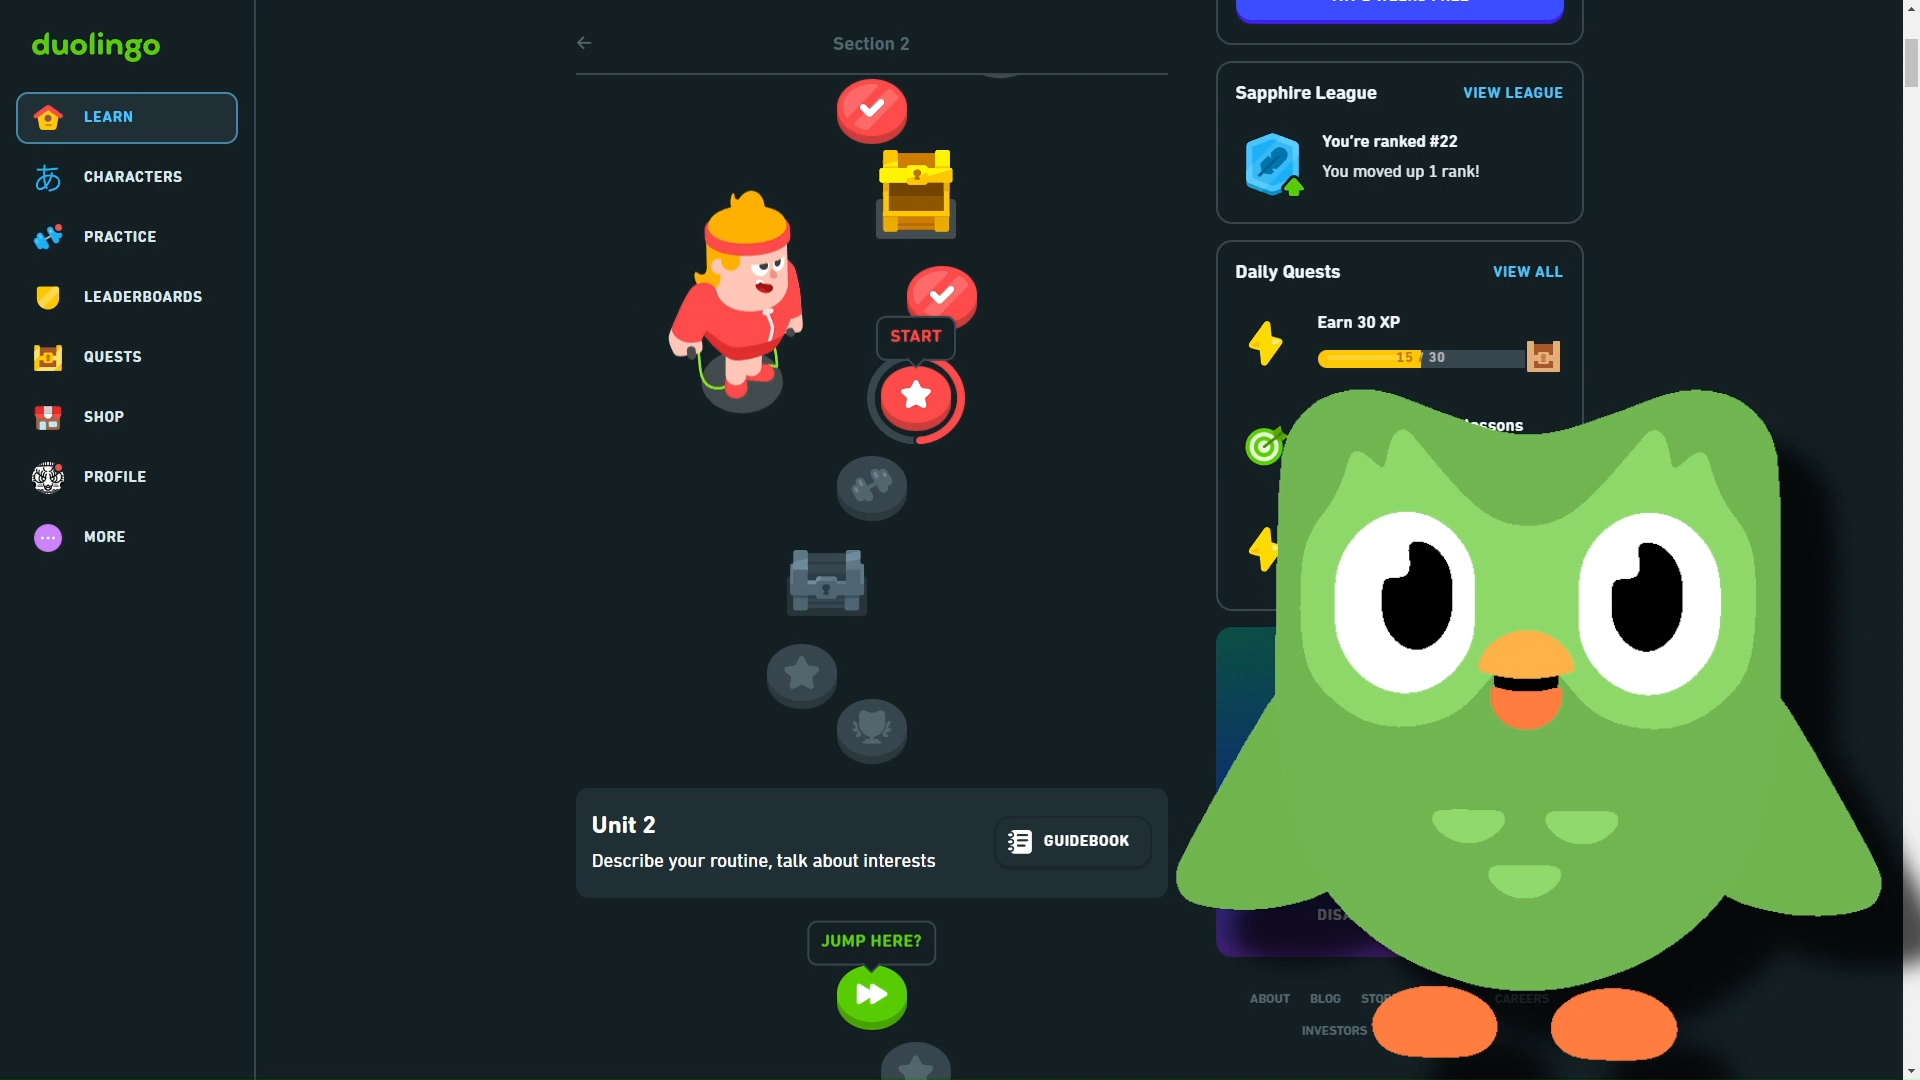 duolingo
LEARN
CHARACTERS
PRACTICE
LEADERBOARDS
QUESTS
SHOP
PROFILE
MORE
あ
Section 2
START
Unit 2
Describe your routine, talk about interests
GUIDEBOOK
JUMP HERE?
Sapphire League
VIEW LEAGUE
You're ranked #22
You moved up 1 rank!
Daily Quests
VIEW ALL
Earn 30 XP
15 / 30
ABOUT BLOG CAREERS
INVESTORS